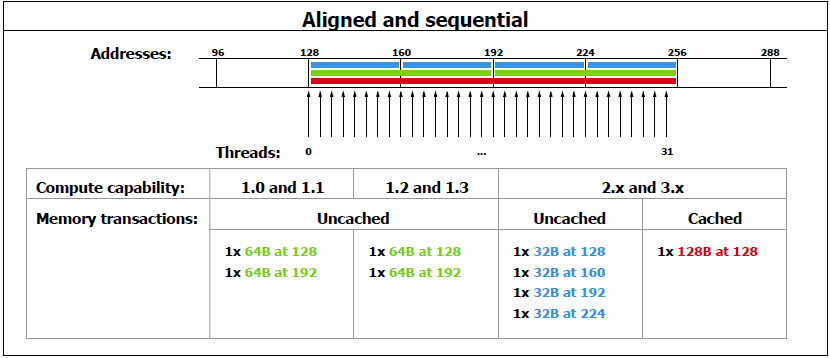 Aligned and sequential
Addresses: 96 128 160 192 224 256 288
Threads: 0 ... 31
Compute capability: 1.0 and 1.1 1.2 and 1.3 2.x and 3.x
Memory transactions: Uncached Uncached Cached
1x 64B at 128 1x 64B at 128 1x 32B at 128 1x 128B at 128
1x 64B at 192 1x 64B at 192 1x 32B at 160
1x 32B at 192
1x 32B at 224